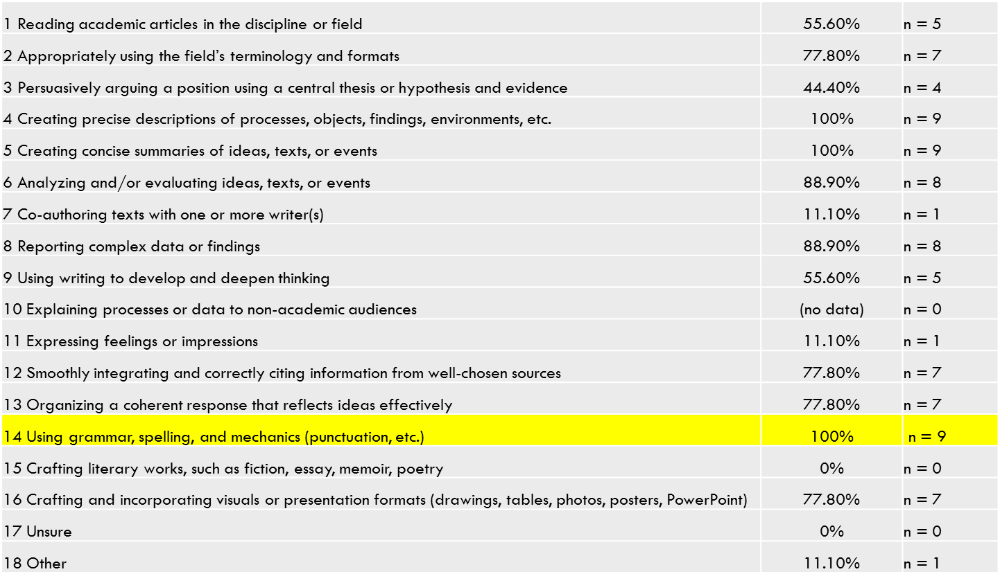 1 Reading academic articles in the discipline or field 55.60% n = 5
2 Appropriately using the field’s terminology and formats 77.80% n = 7
3 Persuasively arguing a position using a central thesis or hypothesis and evidence 44.40% n = 4
4 Creating precise descriptions of processes, objects, findings, environments, etc. 100% n = 9
5 Creating concise summaries of ideas, texts, or events 100% n = 9
6 Analyzing and/or evaluating ideas, texts, or events 88.90% n = 8
7 Co-authoring texts with one or more writer(s) 11.10% n = 1
8 Reporting complex data or findings 88.90% n = 8
9 Using writing to develop and deepen thinking 55.60% n = 5
10 Explaining processes or data to non-academic audiences (no data) n = 0
11 Expressing feelings or impressions 11.10% n = 1
12 Smoothly integrating and correctly citing information from well-chosen sources 77.80% n = 7
13 Organizing a coherent response that reflects ideas effectively 77.80% n = 7
14 Using grammar, spelling, and mechanics (punctuation, etc.) 100% n = 9
15 Crafting literary works, such as fiction, essay, memoir, poetry 0% n = 0
16 Crafting and incorporating visuals or presentation formats (drawings, tables, photos, posters, PowerPoint) 77.80% n = 7
17 Unsure 0% n = 0
18 Other 11.10% n = 1